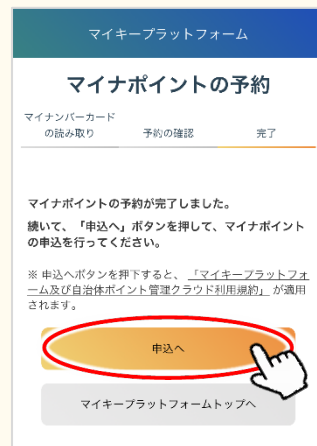 マイキープラットフォーム
マイナポイントの予約
マイナンバーカード
の読み取り 予約の確認 完了
マイナポイントの予約が完了しました。
続いて、「申込へ」ボタンを押して、マイナポイント
の申込を行ってください。
※ 申込へボタンを押下すると、 「マイキープラットフォ
ーム及び自治体ポイント管理クラウド利用規約」 が適用
されます。
申込へ
マイキープラットフォームトップへ